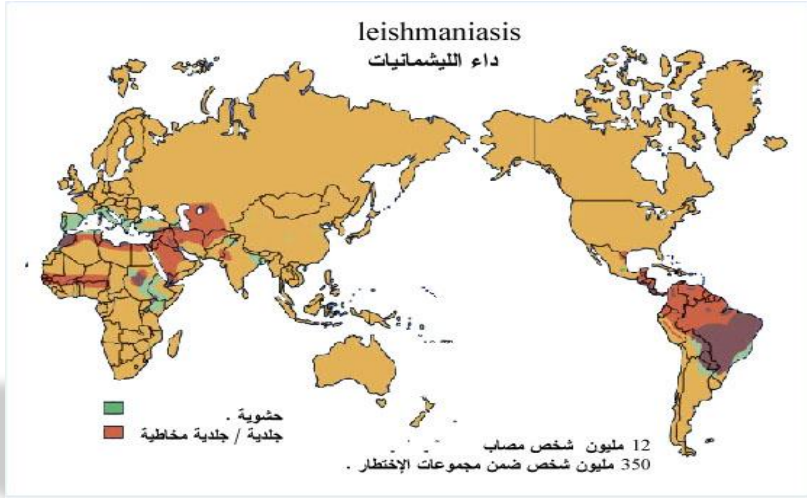 leishmaniasis
داء الليشمانيات
حشوية .
جلدية / جلدية مخاطية
12 مليون شخص مصاب
350 مليون شخص ضمن مجموعات الإختطار .